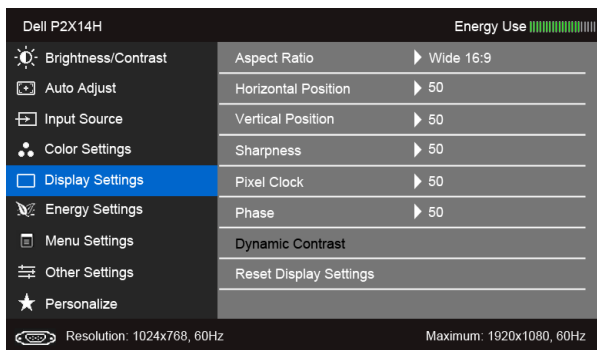 Dell P2X14H Energy Use
Brightness/Contrast Aspect Ratio Wide 16:9
Auto Adjust Horizontal Position 50
Input Source Vertical Position 50
Color Settings Sharpness 50
Display Settings Pixel Clock 50
Energy Settings Phase 50
Menu Settings Dynamic Contrast
Other Settings Reset Display Settings
Personalize
Resolution: 1024x768, 60Hz Maximum: 1920x1080, 60Hz